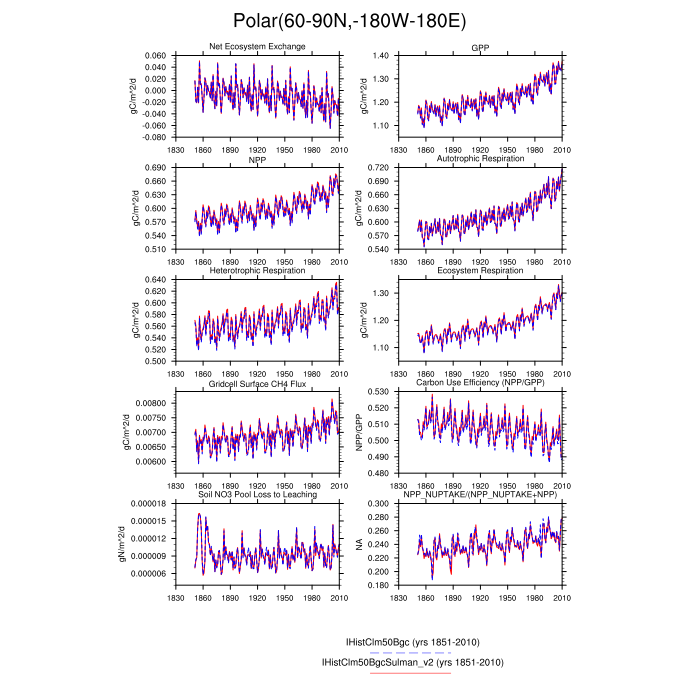 Polar(60-90N,-180W-180E)
Net Ecosystem Exchange
GPP
gC/m^2/d
0.060
0.040
0.020
0.000
-0.020
-0.040
-0.060
-0.080
1830 1860 1890 1920 1950 1980 2010
gC/m^2/d
1.40
1.30
1.20
1.10
1830 1860 1890 1920 1950 1980 2010
NPP
Autotrophic Respiration
gC/m^2/d
0.690
0.660
0.630
0.600
0.570
0.540
0.510
1830 1860 1890 1920 1950 1980 2010
gC/m^2/d
0.720
0.690
0.660
0.630
0.600
0.570
0.540
1830 1860 1890 1920 1950 1980 2010
Heterotrophic Respiration
Ecosystem Respiration
gC/m^2/d
0.640
0.620
0.600
0.580
0.560
0.540
0.520
0.500
1830 1860 1890 1920 1950 1980 2010
gC/m^2/d
1.30
1.20
1.10
1830 1860 1890 1920 1950 1980 2010
Gridcell Surface CH4 Flux
Carbon Use Efficiency (NPP/GPP)
gC/m^2/d
0.00800
0.00750
0.00700
0.00650
0.00600
1830 1860 1890 1920 1950 1980 2010
NPP/GPP
0.530
0.520
0.510
0.500
0.490
0.480
1830 1860 1890 1920 1950 1980 2010
Soil NO3 Pool Loss to Leaching
NPP_NUPTAKE/(NPP_NUPTAKE+NPP)
gN/m^2/d
0.000018
0.000015
0.000012
0.000009
0.000006
1830 1860 1890 1920 1950 1980 2010
NA
0.300
0.280
0.260
0.240
0.220
0.200
0.180
1830 1860 1890 1920 1950 1980 2010
IHistClm50Bgc (yrs 1851-2010)
IHistClm50BgcSulman_v2 (yrs 1851-2010)